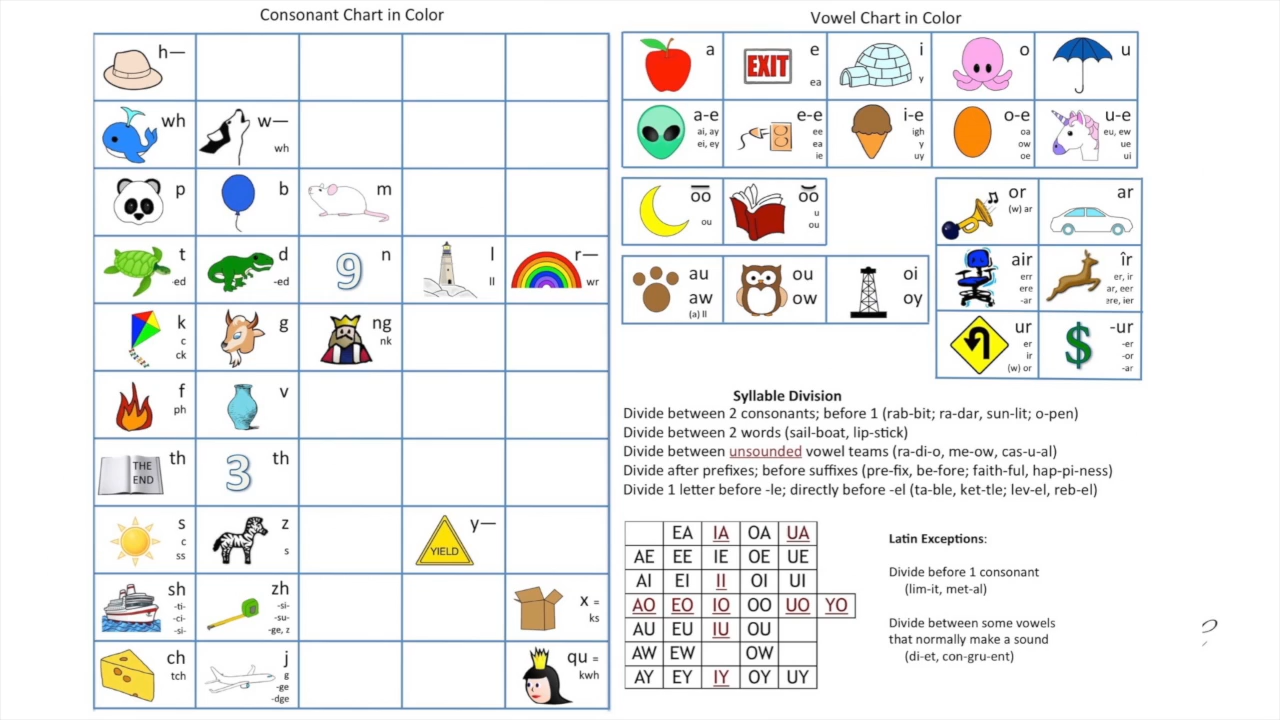 Consonant Chart in Color
h—
wh
w—
wh
p
b
m
t
-ed
d
-ed
9
n
l
ll
r—
wr
k
c
ck
g
ng
nk
f
ph
v
THE
END
th
3
th
s
c
ss
z
s
YIELD
y—
sh
-ti-
-ci-
-si-
zh
-si-
-su-
-ge, z
x =
ks
ch
tch
j
g
-ge
-dge
qu =
kwh
Vowel Chart in Color
a
EXIT
e
ea
i
y
o
u
a-e
ai, ay
ei, ey
e-e
ee
ea
ie
i-e
igh
y
uy
o-e
oa
ow
oe
u-e
eu, ew
ue
ui
o͞o
ou
o͝o
u
ou
or
(w) ar
ar
au
aw
(a) ll
ou
ow
oi
oy
air
err
ere
-ar
îr
er, ir
ar, eer
ere, ier
ur
er
ir
(w) or
$
-ur
-er
-or
-ar
Syllable Division
Divide between 2 consonants; before 1 (rab-bit; ra-dar, sun-lit; o-pen)
Divide between 2 words (sail-boat, lip-stick)
Divide between unsounded vowel teams (ra-di-o, me-ow, cas-u-al)
Divide after prefixes; before suffixes (pre-fix, be-fore; faith-ful, hap-pi-ness)
Divide 1 letter before -le; directly before -el (ta-ble, ket-tle; lev-el, reb-el)
EA IA OA UA
AE EE IE OE UE
AI EI II OI UI
AO EO IO OO UO YO
AU EU IU OU
AW EW OW
AY EY IY OY UY
Latin Exceptions:
Divide before 1 consonant
(lim-it, met-al)
Divide between some vowels
that normally make a sound
(di-et, con-gru-ent)